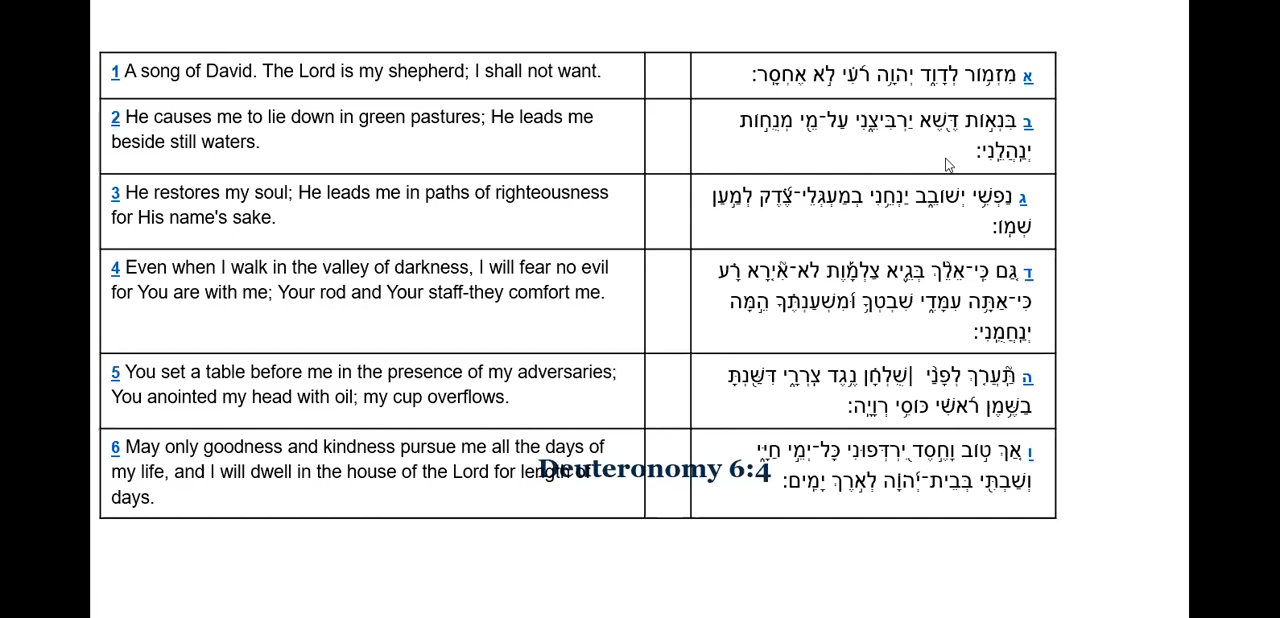 1 A song of David. The Lord is my shepherd; I shall not want.
א מִזְמ֥וֹר לְדָוִ֑ד יְהֹוָ֥ה רֹ֜עִ֗י לֹ֣א אֶחְסָֽר:
2 He causes me to lie down in green pastures; He leads me
beside still waters.
ב בִּנְא֣וֹת דֶּ֖שֶׁא יַרְבִּיצֵ֑נִי עַל־מֵ֖י מְנֻח֣וֹת
יְנַֽהֲלֵֽנִי:
3 He restores my soul; He leads me in paths of righteousness
for His name's sake.
ג נַפְשִׁ֥י יְשׁוֹבֵ֑ב יַנְחֵ֥נִי בְמַעְגְּלֵי־צֶ֜֗דֶק לְמַ֣עַן
שְׁמֽוֹ:
4 Even when I walk in the valley of darkness, I will fear no evil
for You are with me; Your rod and Your staff-they comfort me.
ד גַּ֚ם כִּֽי־אֵלֵ֨ךְ בְּגֵ֪יא צַלְמָ֡וֶת לֹא־אִ֘ירָ֚א רָ֗ע
כִּי־אַתָּ֥ה עִמָּדִ֑י שִׁבְטְךָ֥ וּ֜מִשְׁעַנְתֶּ֗ךָ הֵ֣מָּה
יְנַֽחֲמֻֽנִי:
5 You set a table before me in the presence of my adversaries;
You anointed my head with oil; my cup overflows.
ה תַּֽ֘עֲרֹ֚ךְ לְפָנַ֨י | שֻׁלְחָ֗ן נֶ֥גֶד צֹֽרְרָ֑י דִּשַּׁ֖נְתָּ
בַשֶּׁ֥מֶן רֹ֜אשִׁ֗י כּוֹסִ֥י רְוָיָֽה:
6 May only goodness and kindness pursue me all the days of
my life, and I will dwell in the house of the Lord for length of
days.
ו אַ֚ךְ ט֚וֹב וָחֶ֣סֶד יִ֖רְדְּפוּנִי כָּל־יְמֵ֣י חַיָּ֑י
וְשַׁבְתִּ֖י בְּבֵית־יְ֜הֹוָ֗ה לְאֹ֣רֶךְ יָמִֽים:
Deuteronomy 6:4